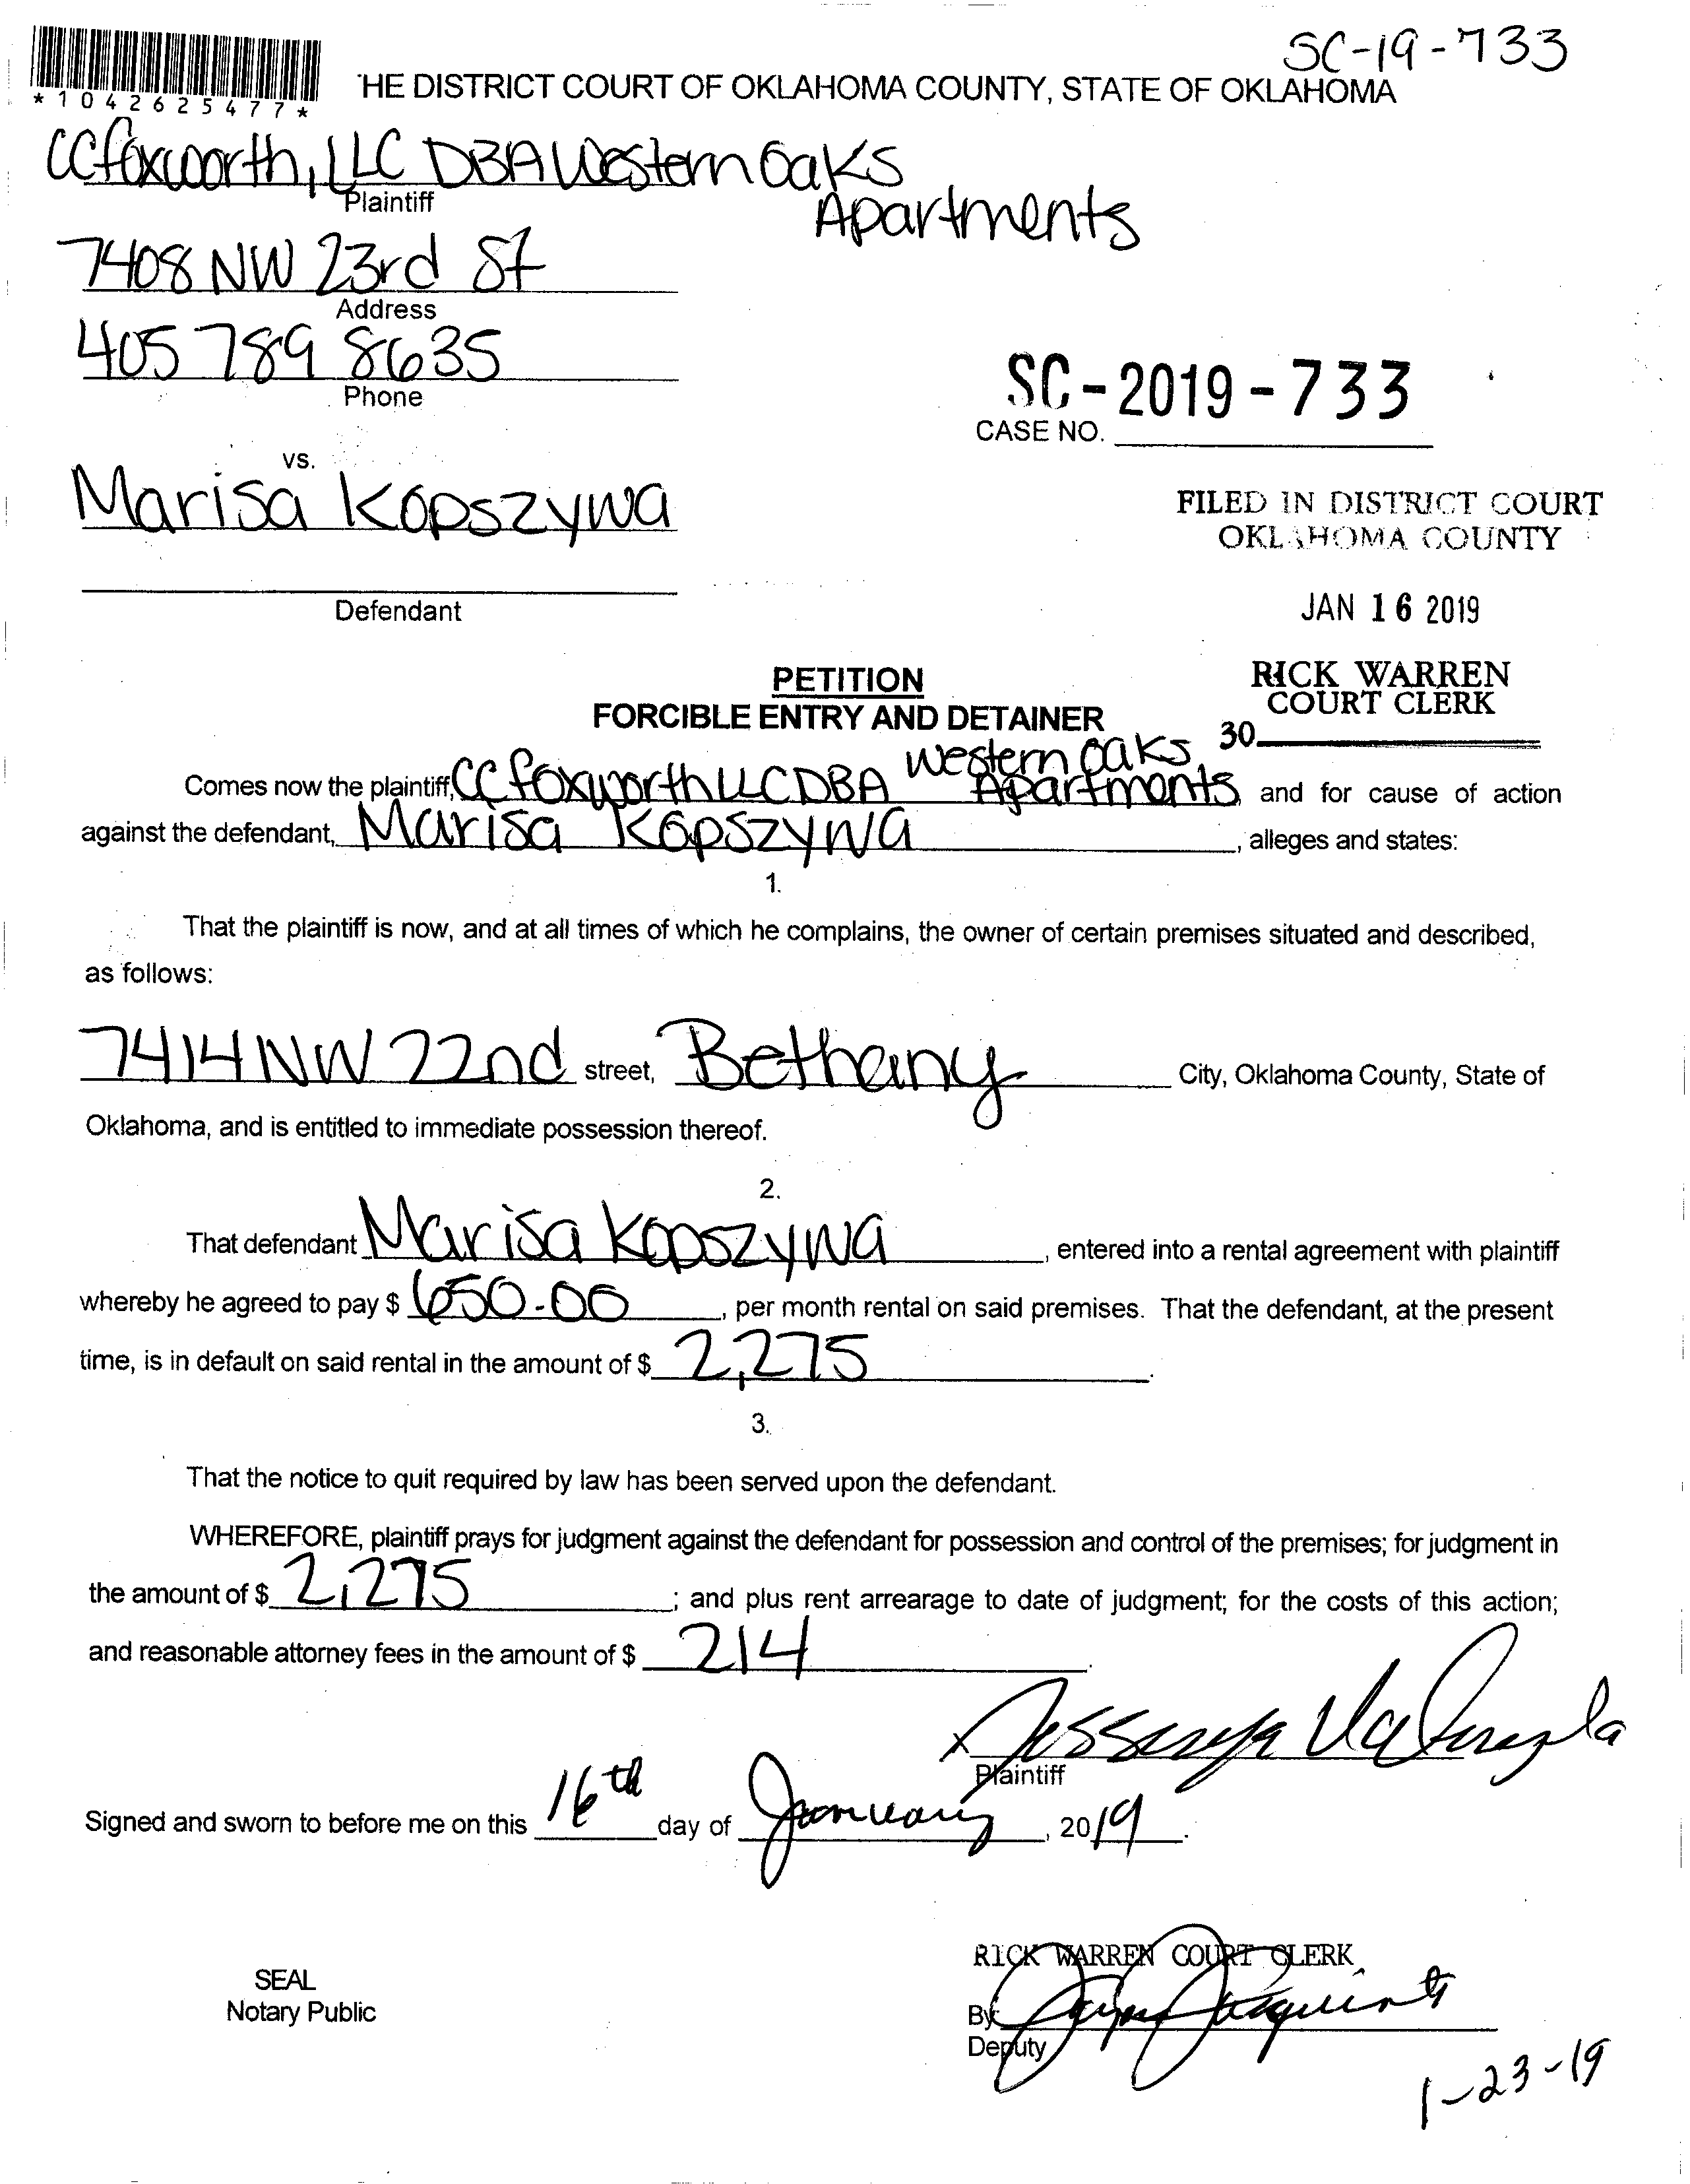 SC-19-733
*1042625477*
HE DISTRICT COURT OF OKLAHOMA COUNTY, STATE OF OKLAHOMA
CCfoxworth, LLC DBA Western Oaks
Apartments
Plaintiff
7408 NW 23rd St
Address
405 789 8635
Phone
SC-2019-733
CASE NO.
vs.
Marisa Kopszywa
FILED IN DISTRICT COURT
OKLAHOMA COUNTY
Defendant
JAN 16 2019
PETITION
FORCIBLE ENTRY AND DETAINER
RICK WARREN
COURT CLERK
30
Comes now the plaintiff, CC foxworth LLC DBA Western Oaks Apartments, and for cause of action
against the defendant, Marisa Kopszywa, alleges and states:
1.
That the plaintiff is now, and at all times of which he complains, the owner of certain premises situated and described,
as follows:
7414 NW 22nd street, Bethany City, Oklahoma County, State of
Oklahoma, and is entitled to immediate possession thereof.
2.
That defendant Marisa Kopszywa, entered into a rental agreement with plaintiff
whereby he agreed to pay $ 650.00, per month rental on said premises. That the defendant, at the present
time, is in default on said rental in the amount of $ 2,275.
3.
That the notice to quit required by law has been served upon the defendant.
WHEREFORE, plaintiff prays for judgment against the defendant for possession and control of the premises; for judgment in
the amount of $ 2,275; and plus rent arrearage to date of judgment; for the costs of this action;
and reasonable attorney fees in the amount of $ 214.
x
Plaintiff
Signed and sworn to before me on this 16th day of January, 2019.
SEAL
Notary Public
RICK WARREN COURT CLERK
By
Deputy
1-23-19